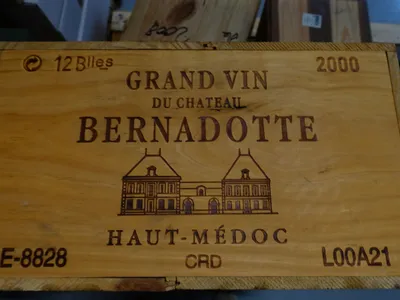 12 Blles 2000
GRAND VIN
DU CHATEAU
BERNADOTTE
HAUT-MÉDOC
E-8828 CRD L00A21